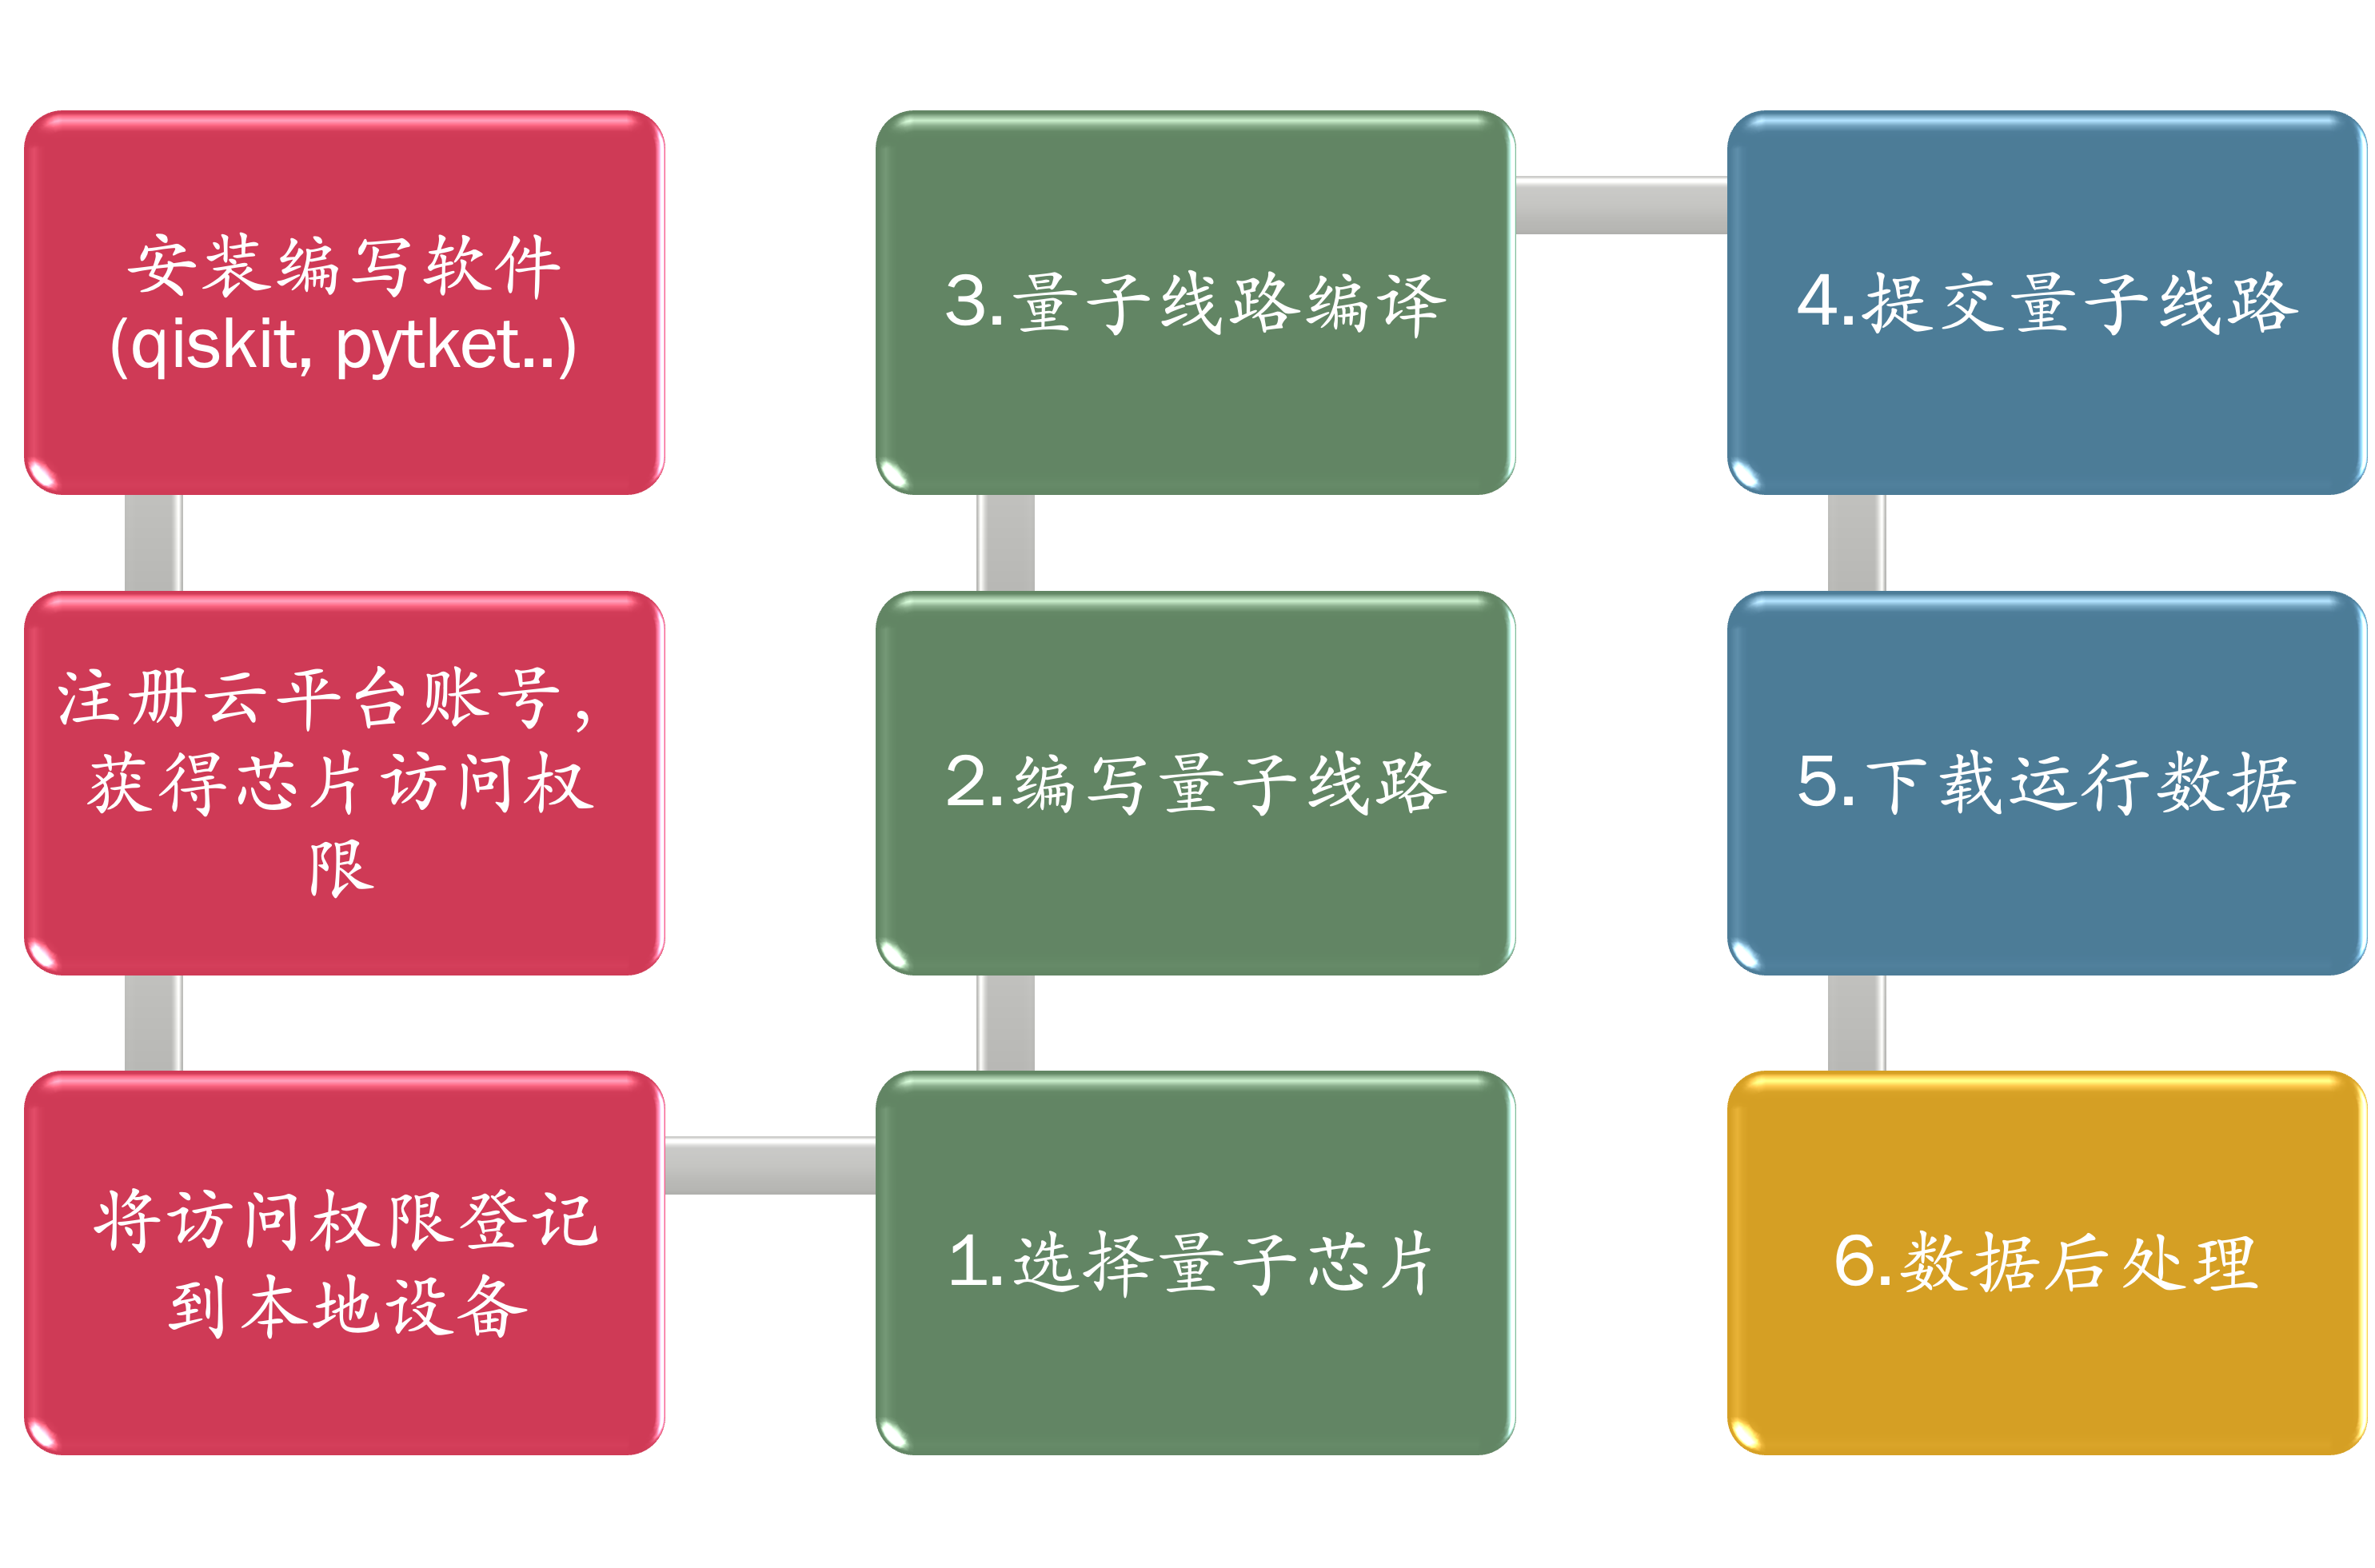 安装编写软件
(qiskit, pytket..)
注册云平台账号，
获得芯片访问权
限
将访问权限登记
到本地设备
1.选择量子芯片
2.编写量子线路
3.量子线路编译
4.提交量子线路
5.下载运行数据
6.数据后处理